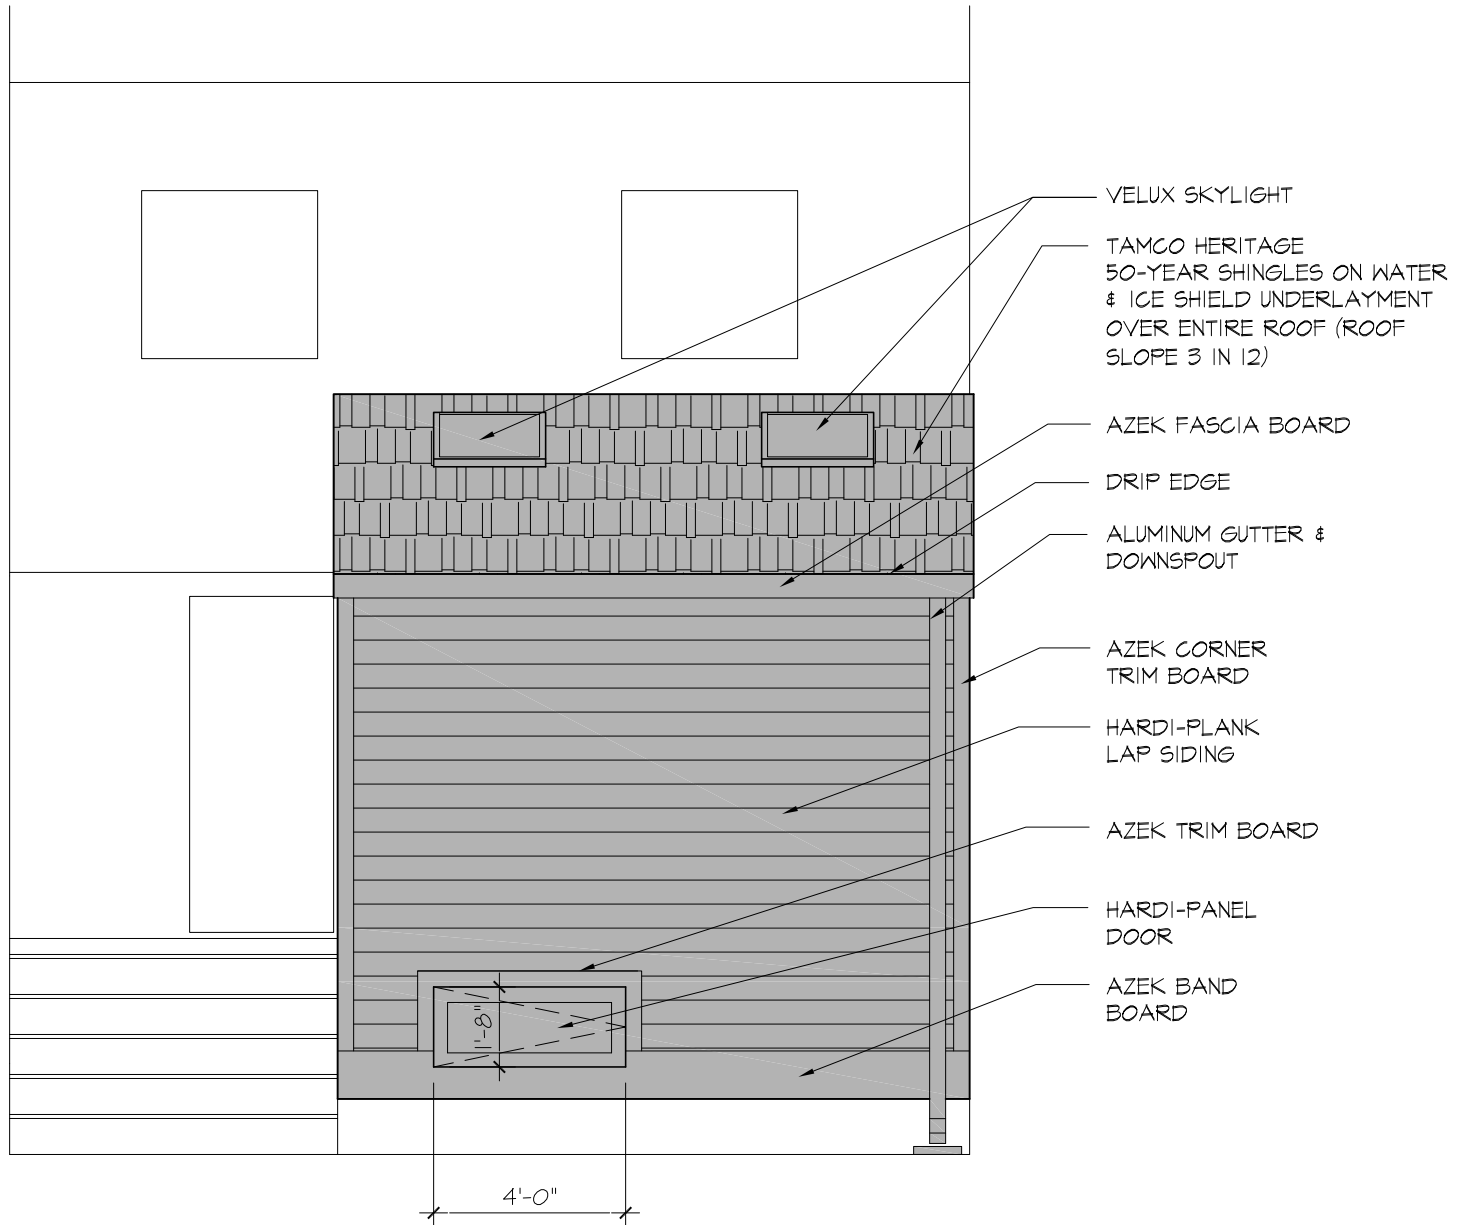 VELUX SKYLIGHT
TAMCO HERITAGE
50-YEAR SHINGLES ON WATER
& ICE SHIELD UNDERLAYMENT
OVER ENTIRE ROOF (ROOF
SLOPE 3 IN 12)
AZEK FASCIA BOARD
DRIP EDGE
ALUMINUM GUTTER &
DOWNSPOUT
AZEK CORNER
TRIM BOARD
HARDI-PLANK
LAP SIDING
AZEK TRIM BOARD
HARDI-PANEL
DOOR
AZEK BAND
BOARD
1'-8"
4'-0"